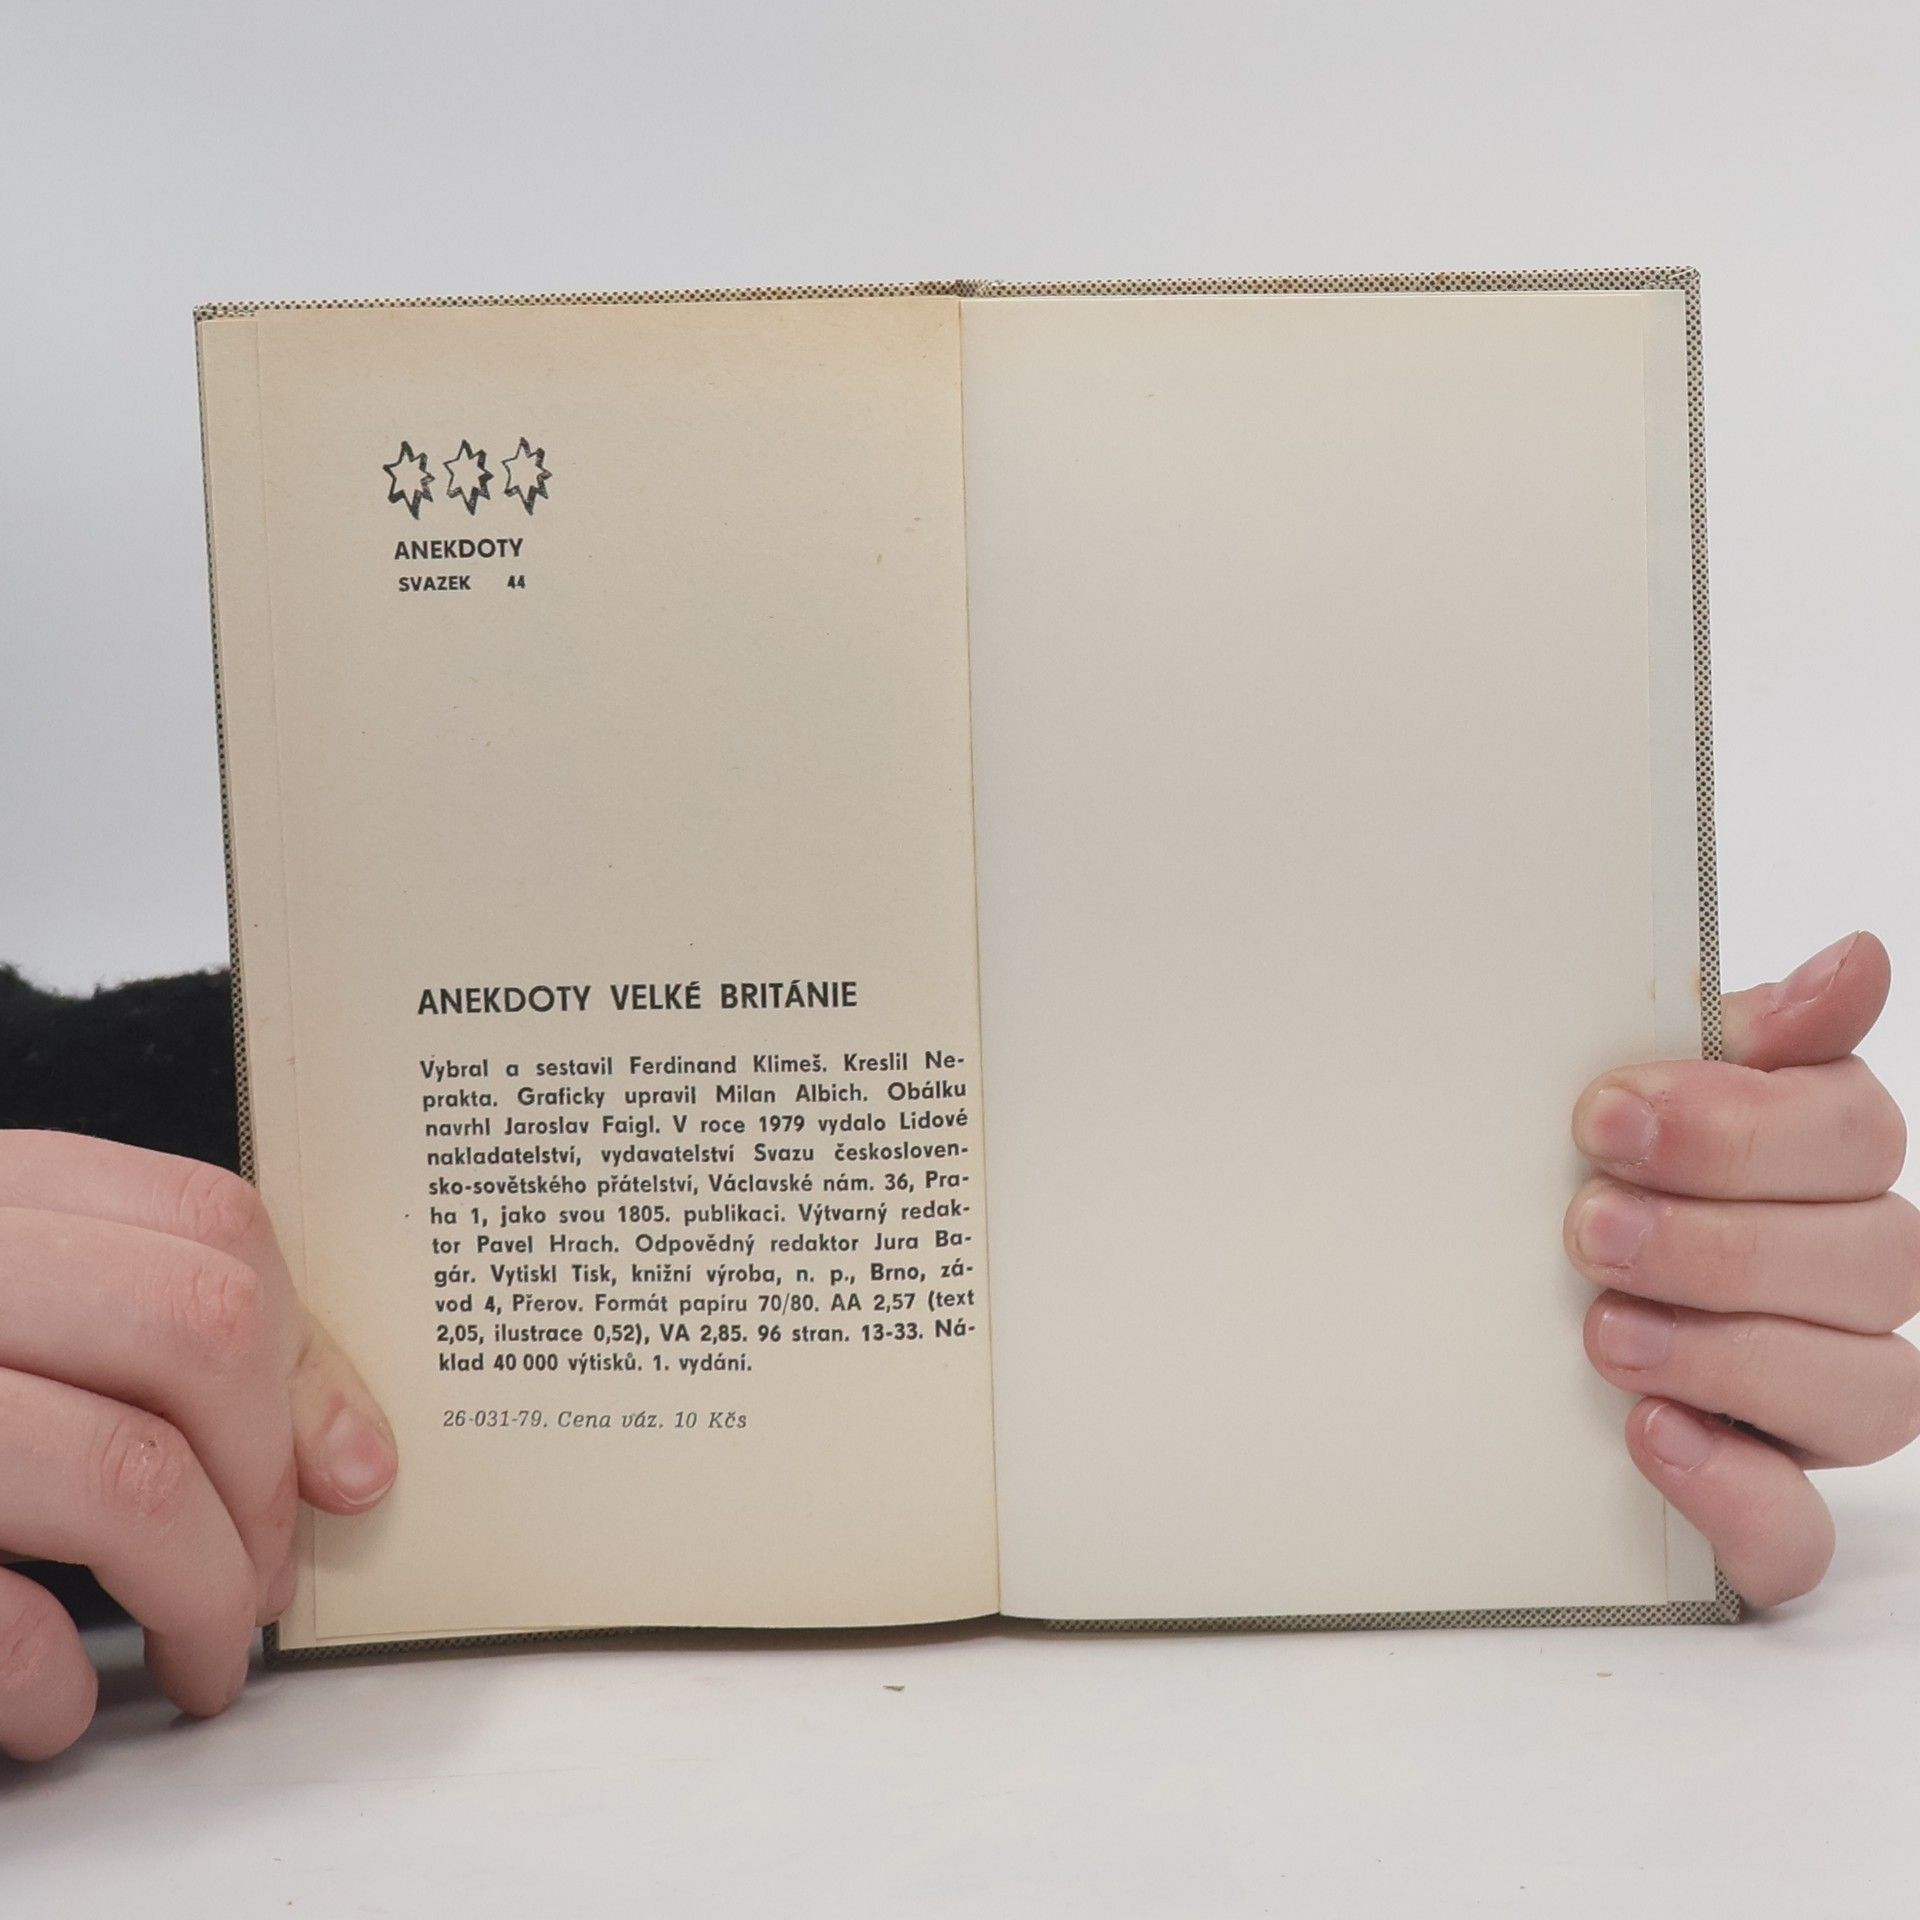 ANEKDOTY
SVAZEK 44
ANEKDOTY VELKÉ BRITÁNIE
Vybral a sestavil Ferdinand Klimeš. Kreslil Ne-
prakta. Graficky upravil Milan Albich. Obálku
navrhl Jaroslav Faigl. V roce 1979 vydalo Lidové
nakladatelství, vydavatelství Svazu českosloven-
sko-sovětského přátelství, Václavské nám. 36, Pra-
ha 1, jako svou 1805. publikaci. Výtvarný redak-
tor Pavel Hrach. Odpovědný redaktor Jura Ba-
gár. Vytiskl Tisk, knižní výroba, n. p., Brno, zá-
vod 4, Přerov. Formát papíru 70/80. AA 2,57 (text
2,05, ilustrace 0,52), VA 2,85. 96 stran. 13-33. Ná-
klad 40 000 výtisků. 1. vydání.
26-031-79. Cena váz. 10 Kčs